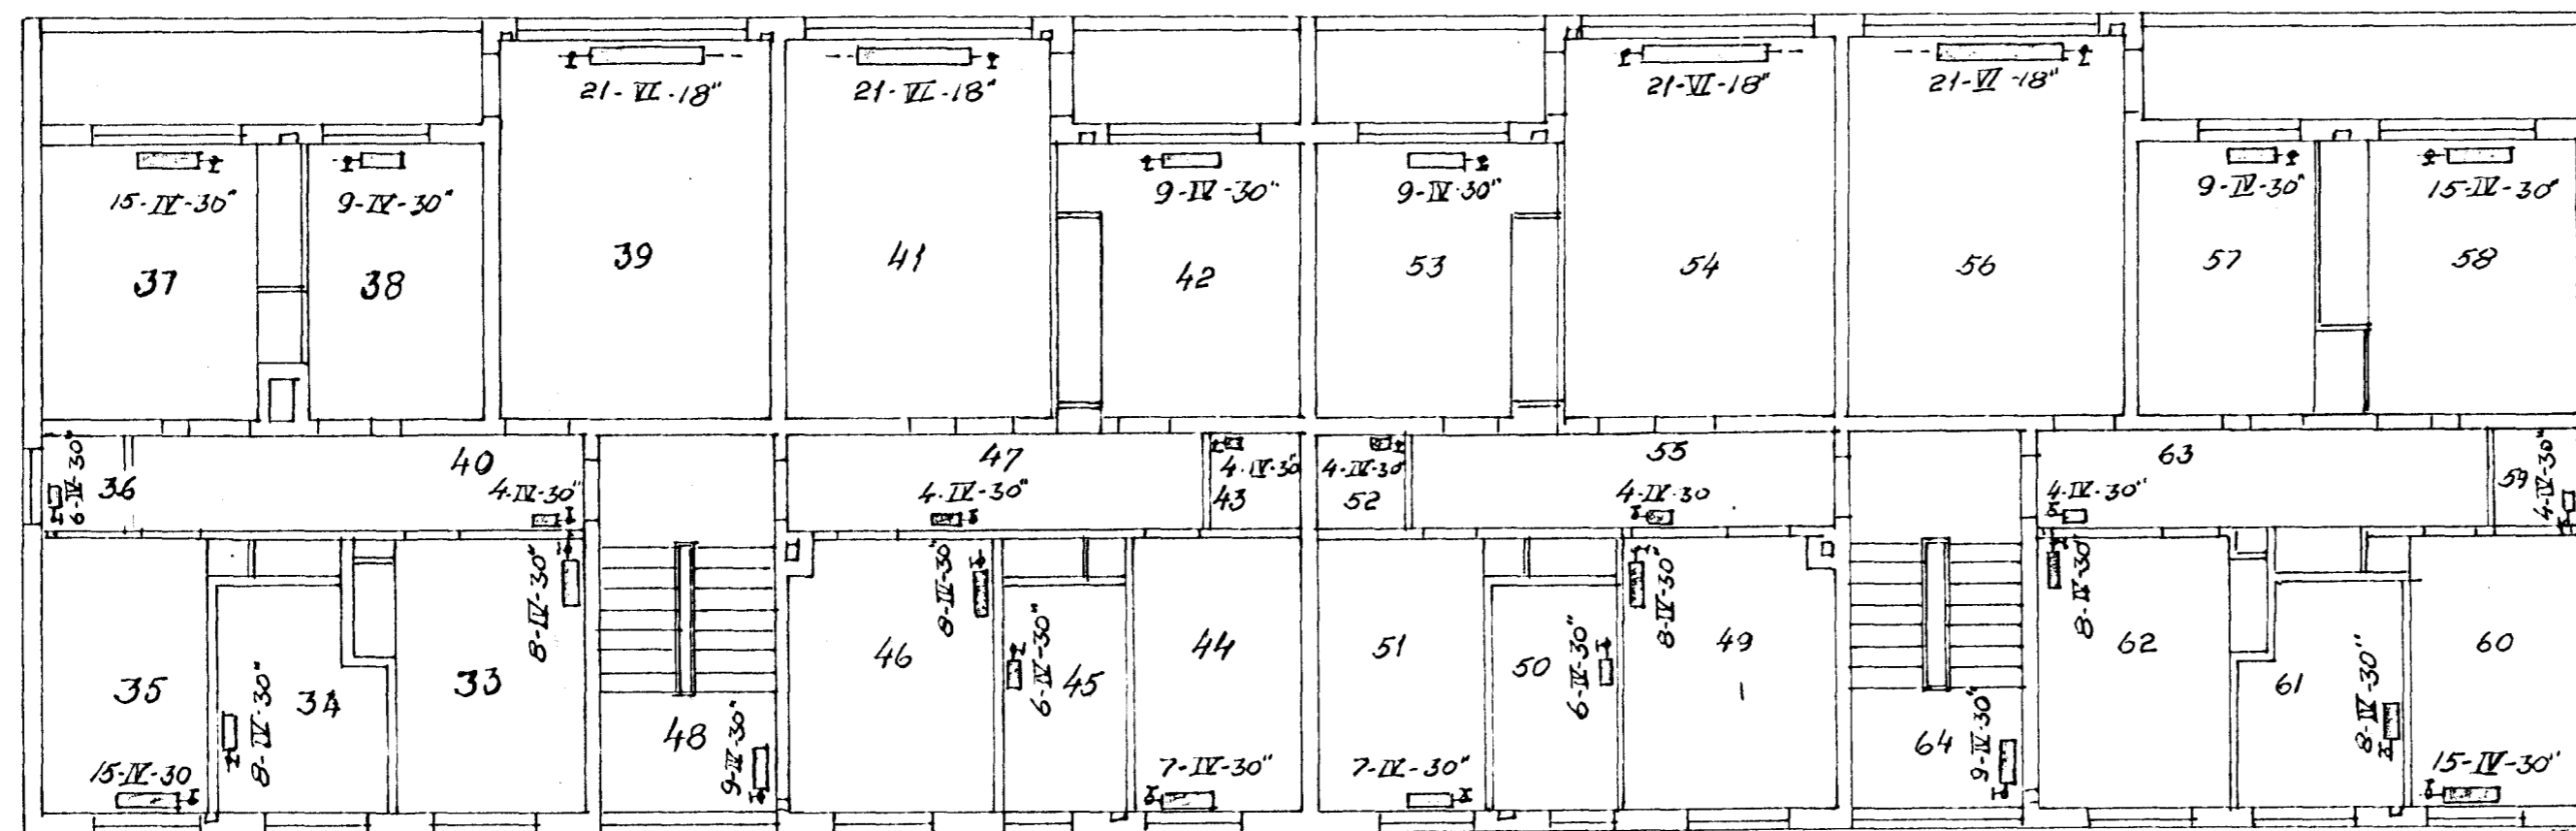 21-VI-18"
21-VI-18"
21-VI-18"
21-VI-18"
15-IV-30"
9-IV-30"
9-IV-30"
9-IV-30"
9-IV-30"
15-IV-30"
37
38
39
41
42
53
54
56
57
58
6-IV-30"
36
40
4-IV-30"
47
4-IV-30"
4-IV-30"
43
4-IV-30"
52
55
4-IV-30
63
4-IV-30"
59
4-IV-30"
8-IV-30"
8-IV-30"
8-IV-30"
8-IV-30"
35
34
33
46
45
44
51
50
49
62
61
60
8-IV-30"
6-IV-30"
6-IV-30"
8-IV-30"
48
9-IV-30"
64
9-IV-30"
15-IV-30
7-IV-30"
7-IV-30"
15-IV-30"